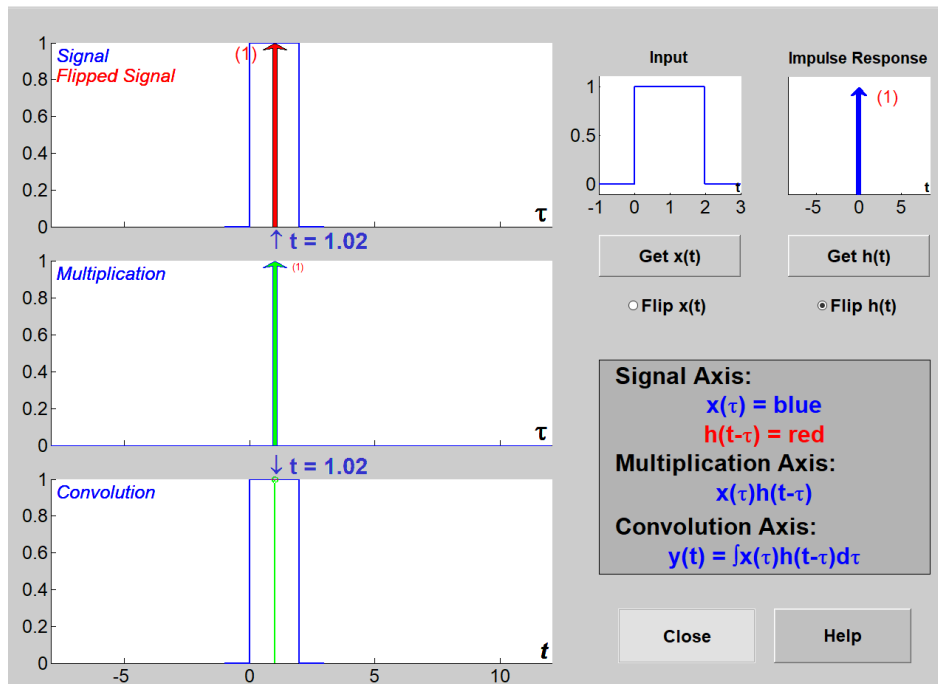 Signal
Flipped Signal
(1)
1
0.8
0.6
0.4
0.2
0
τ
↑ t = 1.02
Multiplication
(1)
1
0.8
0.6
0.4
0.2
0
τ
↓ t = 1.02
Convolution
1
0.8
0.6
0.4
0.2
0
t
-5 0 5 10
Input
1
0.5
0
t
-1 0 1 2 3
Impulse Response
(1)
t
-5 0 5
Get x(t)
Get h(t)
Flip x(t)
Flip h(t)
Signal Axis:
x(τ) = blue
h(t-τ) = red
Multiplication Axis:
x(τ)h(t-τ)
Convolution Axis:
y(t) = ∫x(τ)h(t-τ)dτ
Close
Help